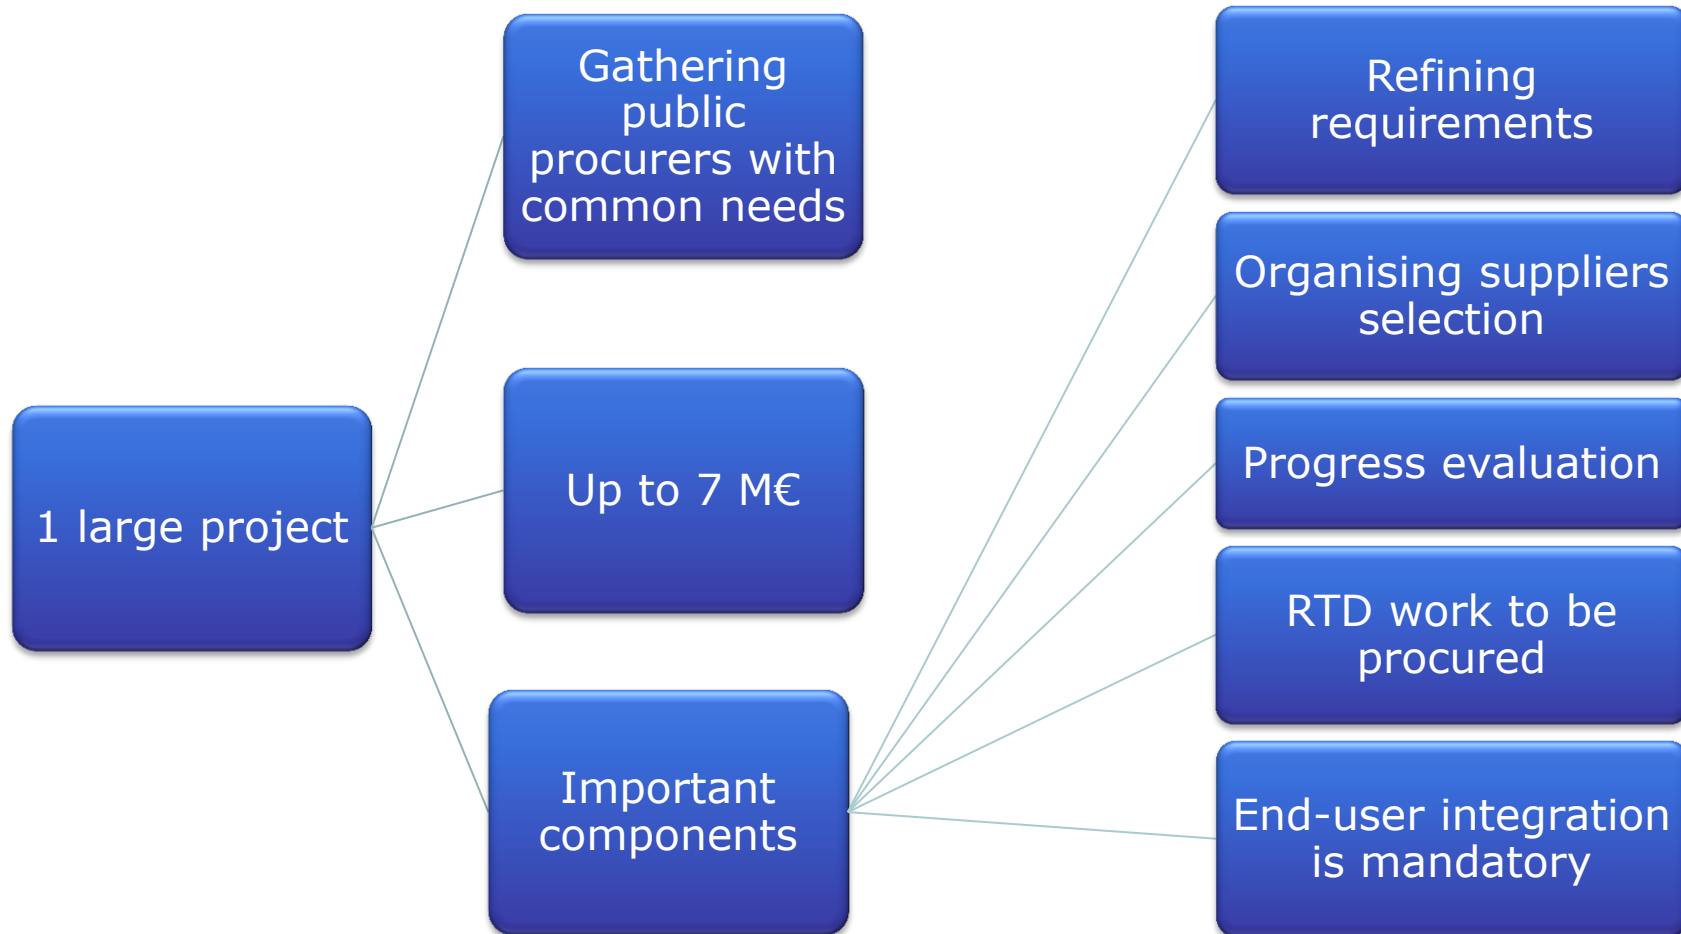 1 large project
Gathering
public
procurers with
common needs
Up to 7 M€
Important
components
Refining
requirements
Organising suppliers
selection
Progress evaluation
RTD work to be
procured
End-user integration
is mandatory